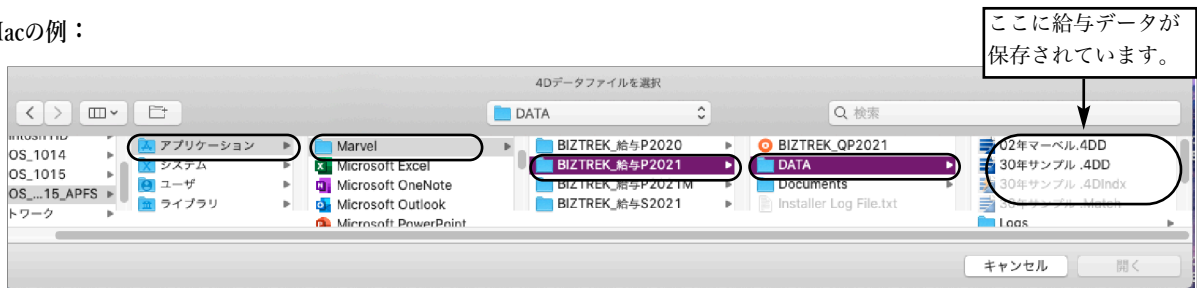 Macの例：
ここに給与データが
保存されています。
4Dデータファイルを選択
DATA
検索
OS_1014
OS_1015
OS_...15_APFS
トワーク
アプリケーション
システム
ユーザ
ライブラリ
Marvel
Microsoft Excel
Microsoft OneNote
Microsoft Outlook
Microsoft PowerPoint
BIZTREK_給与P2020
BIZTREK_給与P2021
BIZTREK_給与P2021M
BIZTREK_給与S2021
BIZTREK_QP2021
DATA
Documents
Installer Log File.txt
02年マーベル.4DD
30年サンプル .4DD
30年サンプル .4DIndx
30年サンプル .Match
Logs
キャンセル
開く